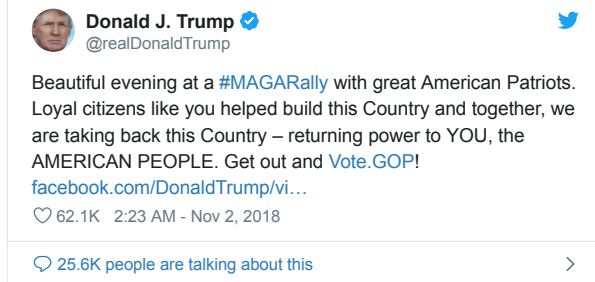 Donald J. Trump
@realDonaldTrump
Beautiful evening at a #MAGARally with great American Patriots.
Loyal citizens like you helped build this Country and together, we
are taking back this Country – returning power to YOU, the
AMERICAN PEOPLE. Get out and Vote.GOP!
facebook.com/DonaldTrump/vi…
62.1K 2:23 AM - Nov 2, 2018
25.6K people are talking about this